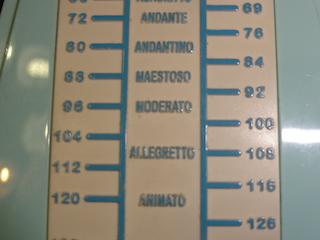 69
72 ANDANTE
76
80 ANDANTINO
84
88 MAESTOSO
92
96 MODERATO
100
104
ALLEGRETTO 108
112
116
120 ANIMATO
126